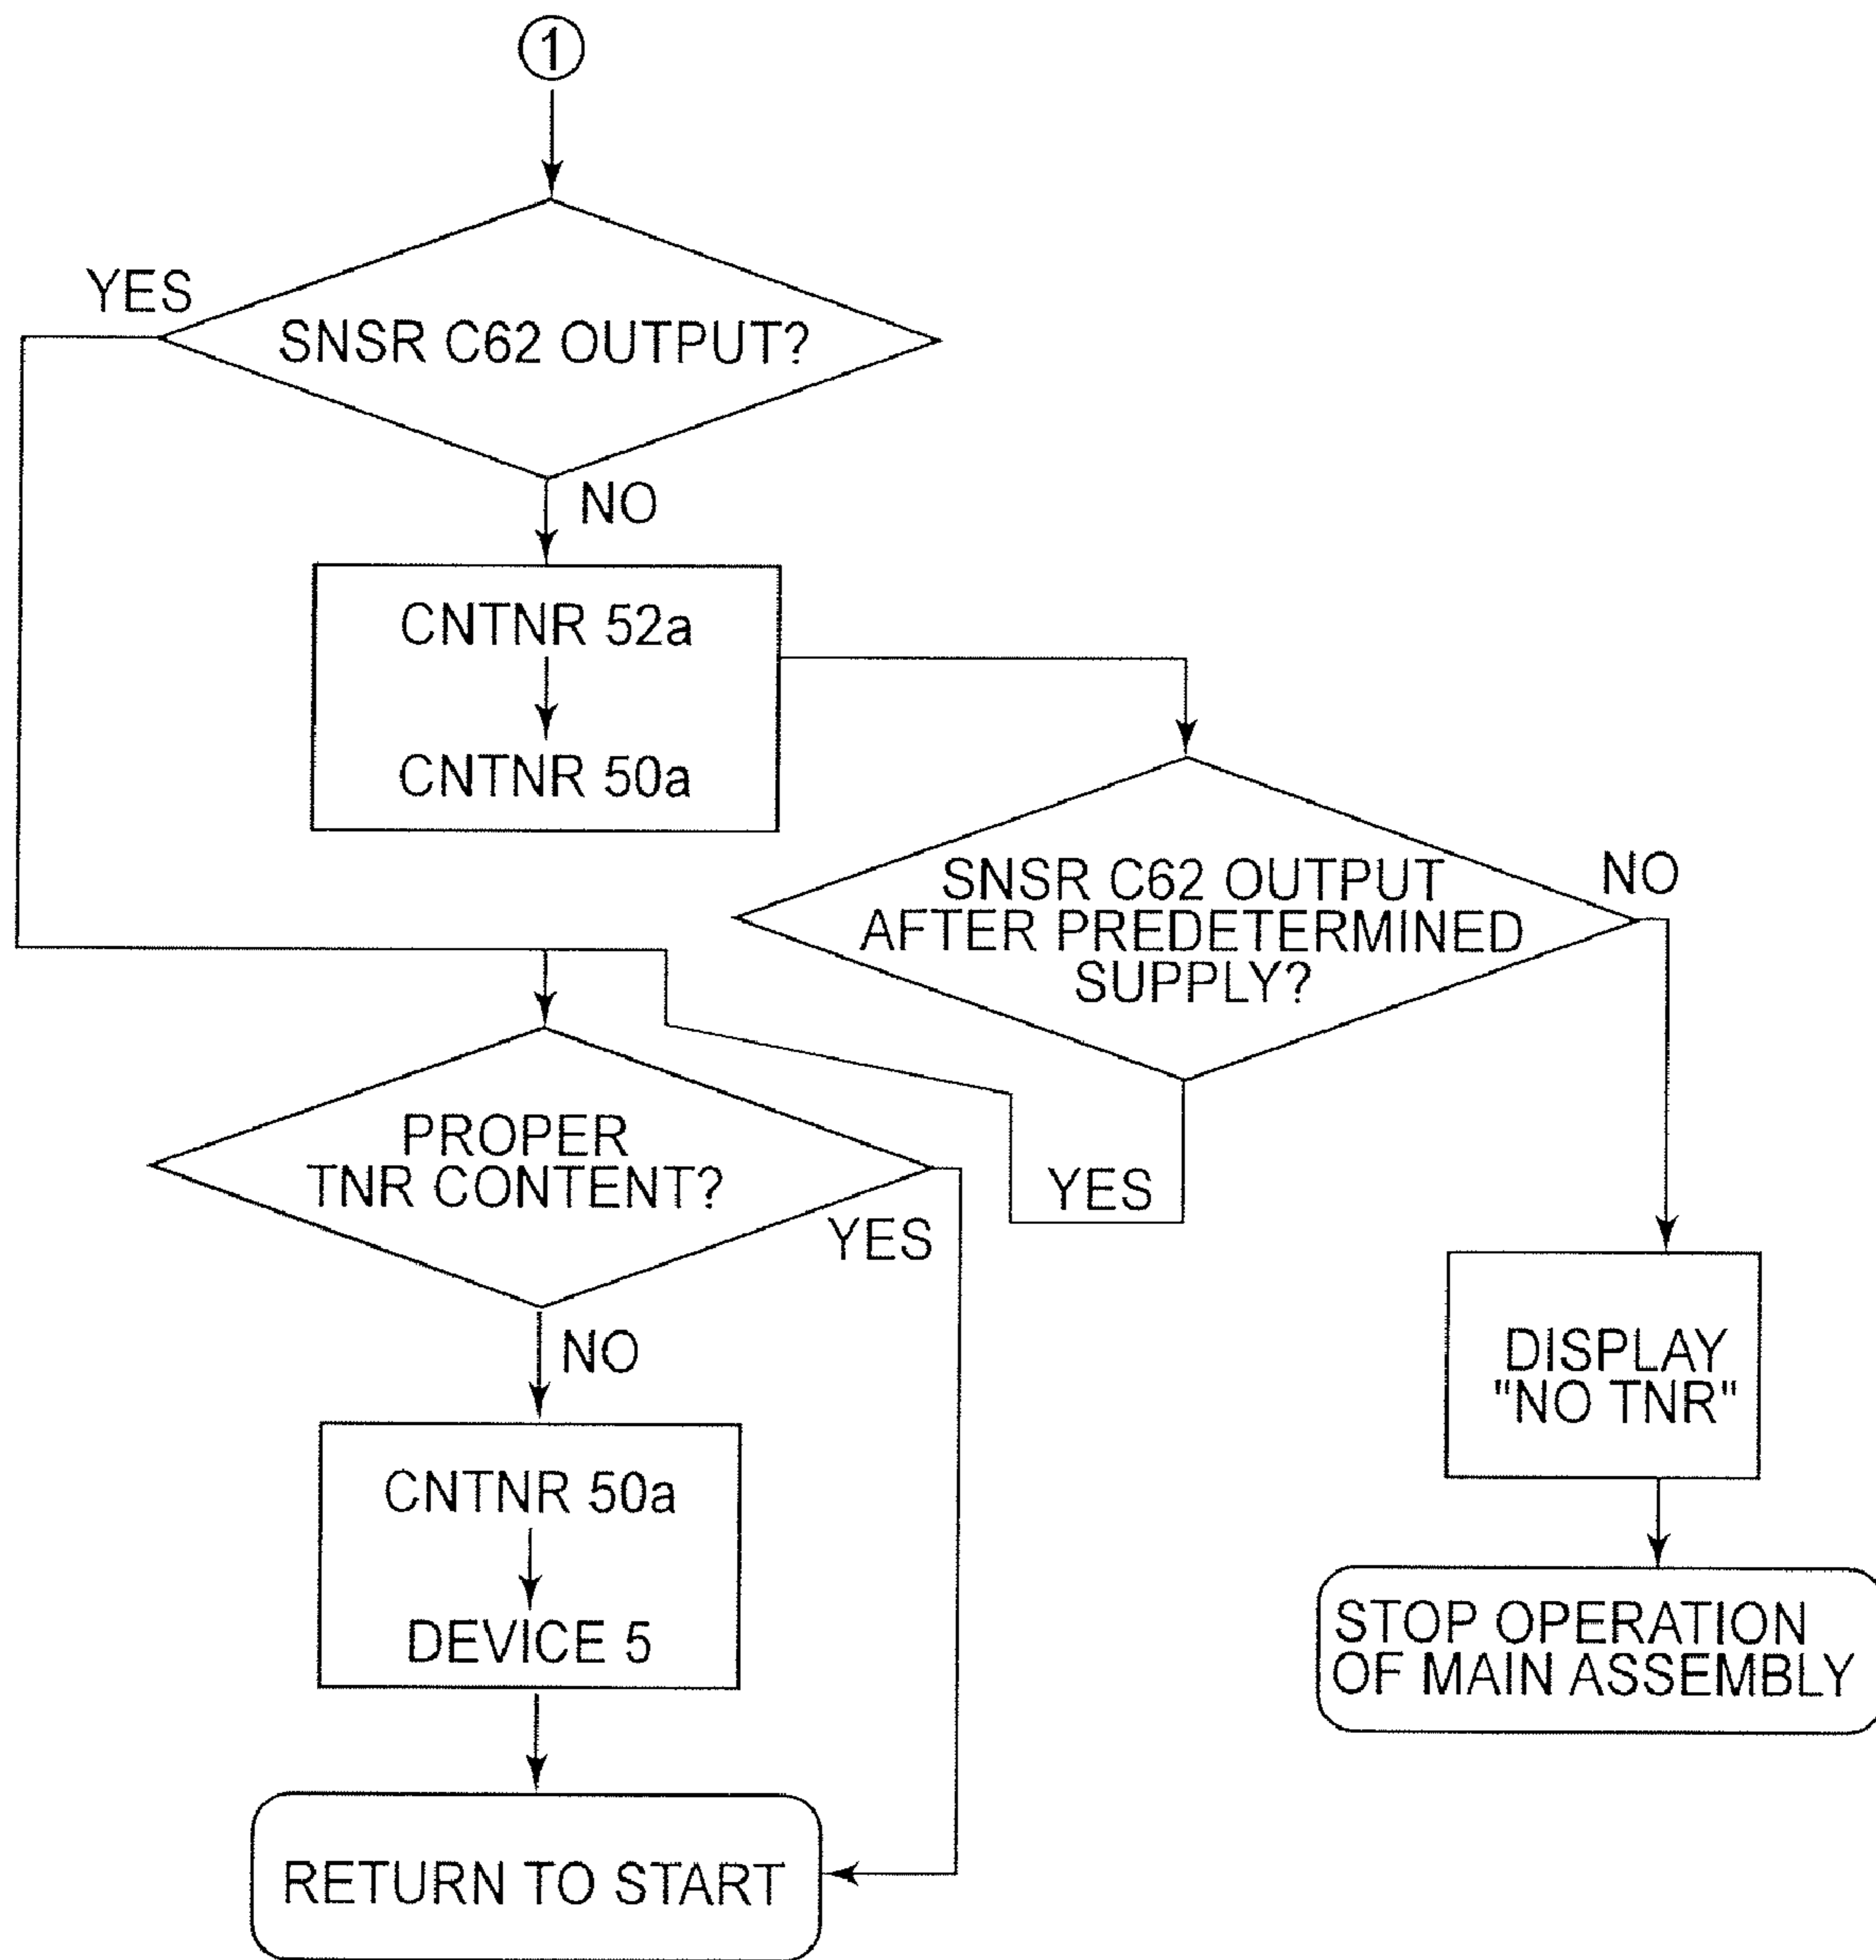 1
YES
SNSR C62 OUTPUT?
NO
CNTNR 52a
CNTNR 50a
SNSR C62 OUTPUT
AFTER PREDETERMINED
SUPPLY?
NO
YES
PROPER
TNR CONTENT?
YES
NO
CNTNR 50a
DEVICE 5
RETURN TO START
DISPLAY
"NO TNR"
STOP OPERATION
OF MAIN ASSEMBLY